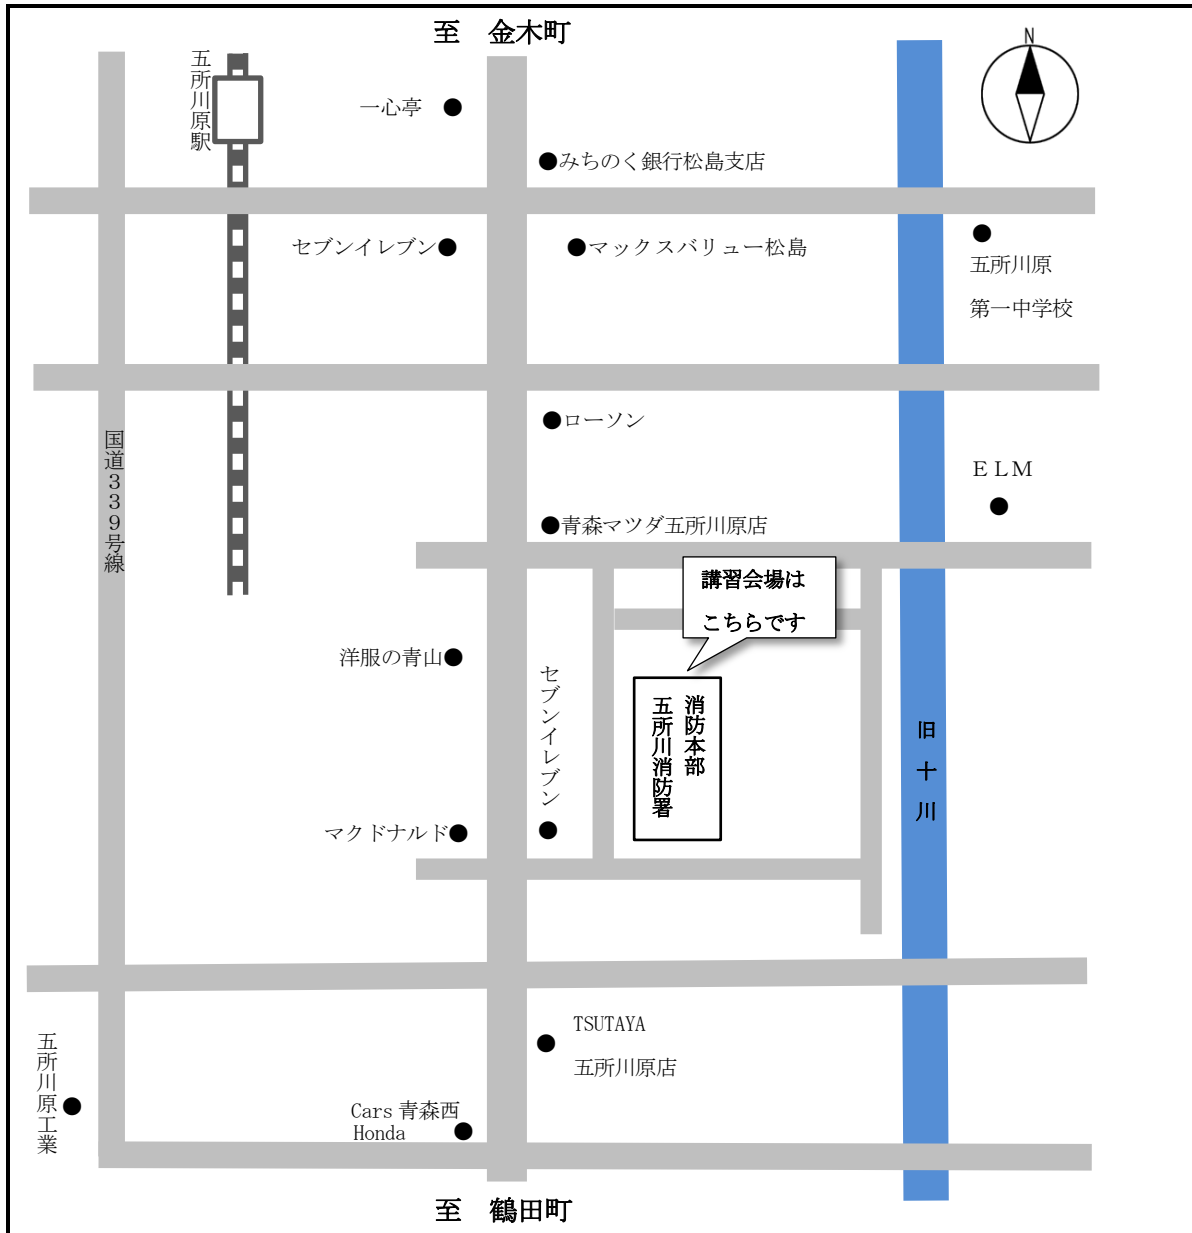 至　金木町
N
五所川原駅
一心亭
みちのく銀行松島支店
セブンイレブン
マックスバリュー松島
五所川原
第一中学校
ローソン
国道３３９号線
ＥＬＭ
青森マツダ五所川原店
講習会場は
こちらです
洋服の青山
セブンイレブン
消防本部
五所川消防署
旧十川
マクドナルド
TSUTAYA
五所川原店
五所川原工業
Cars 青森西
Honda
至　鶴田町